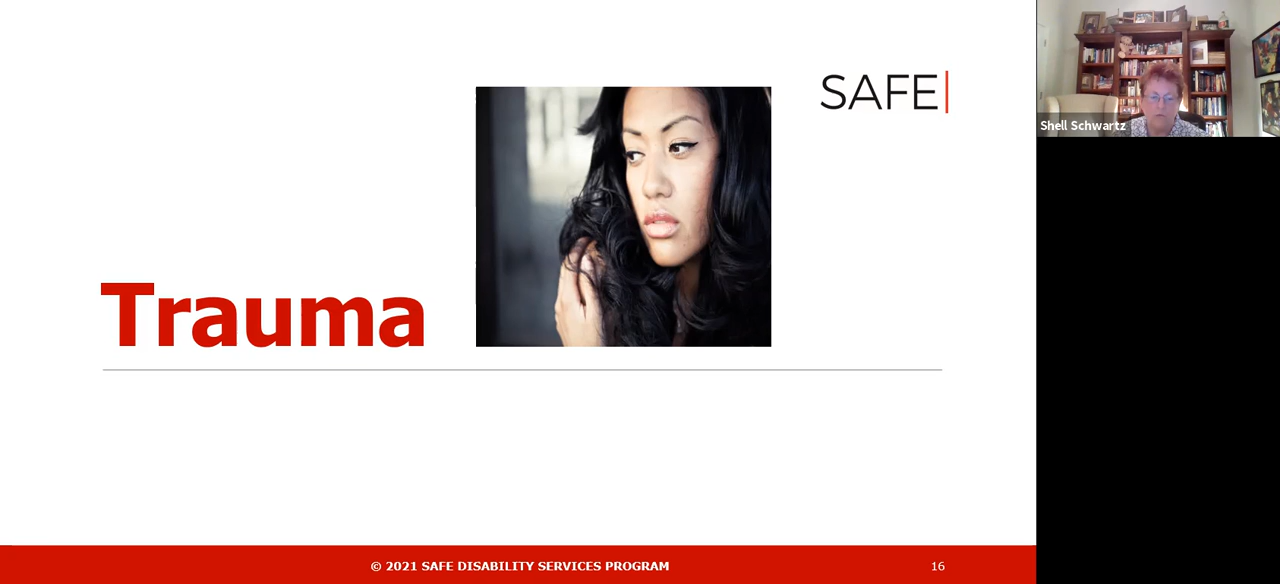 SAFE
Shell Schwartz
Trauma
© 2021 SAFE DISABILITY SERVICES PROGRAM
16